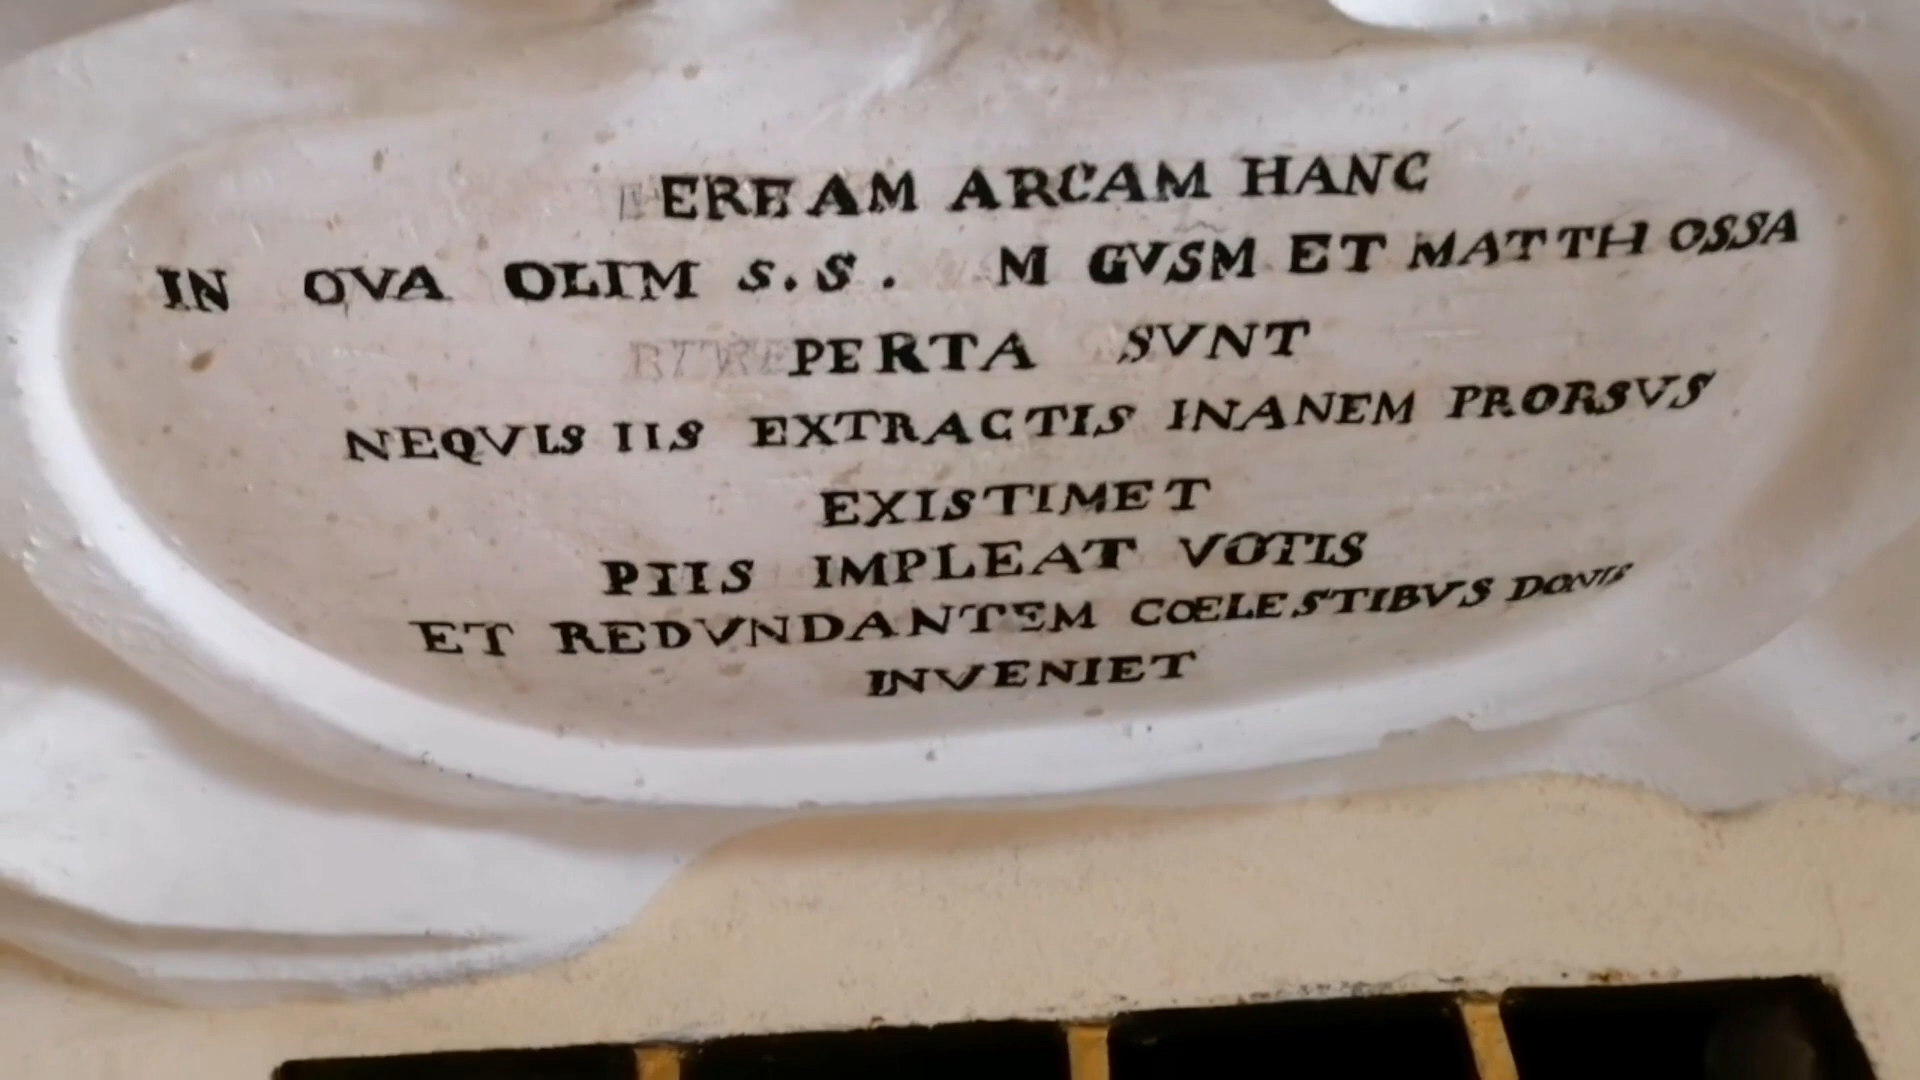 EREAM ARCAM HANC
IN QVA OLIM S.S. M GVSM ET MATTH OSSA
PERTA SVNT
NEQVIS IIS EXTRACTIS INANEM PRORSVS
EXISTIMET
PIIS IMPLEAT VOTIS
ET REDVNDANTEM COELESTIBVS DONIS
INVENIET